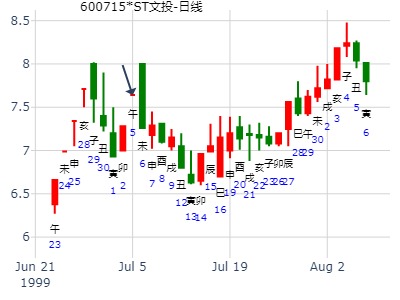 600715*ST文投-日线
8.5
8
7.5
7
6.5
6
午
23
未
24
申
25
亥
28
子
29
丑
30
寅
1
卯
2
午
5
未
6
申
7
酉
8
戌
9
丑
12
寅
13
卯
14
辰
15
巳
16
申
19
酉
20
戌
21
亥
22
子
23
卯
26
辰
27
巳
28
午
29
未
30
戌
2
亥
3
子
4
丑
5
寅
6
Jun 21
1999
Jul 5
Jul 19
Aug 2